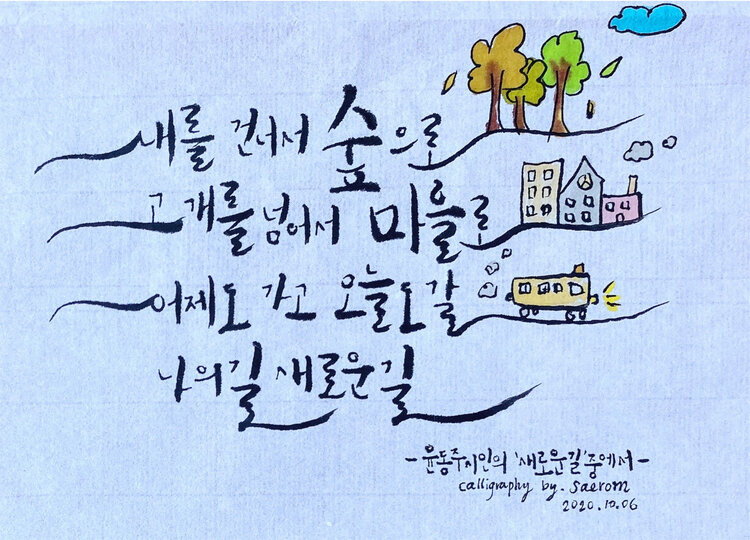 내를 건너서 숲으로
고개를 넘어서 마을로
어제도 가고 오늘도 갈
나의길 새로운길
- 윤동주시인의 '새로운길' 중에서 -
calligraphy by. saerom
2020.10.06